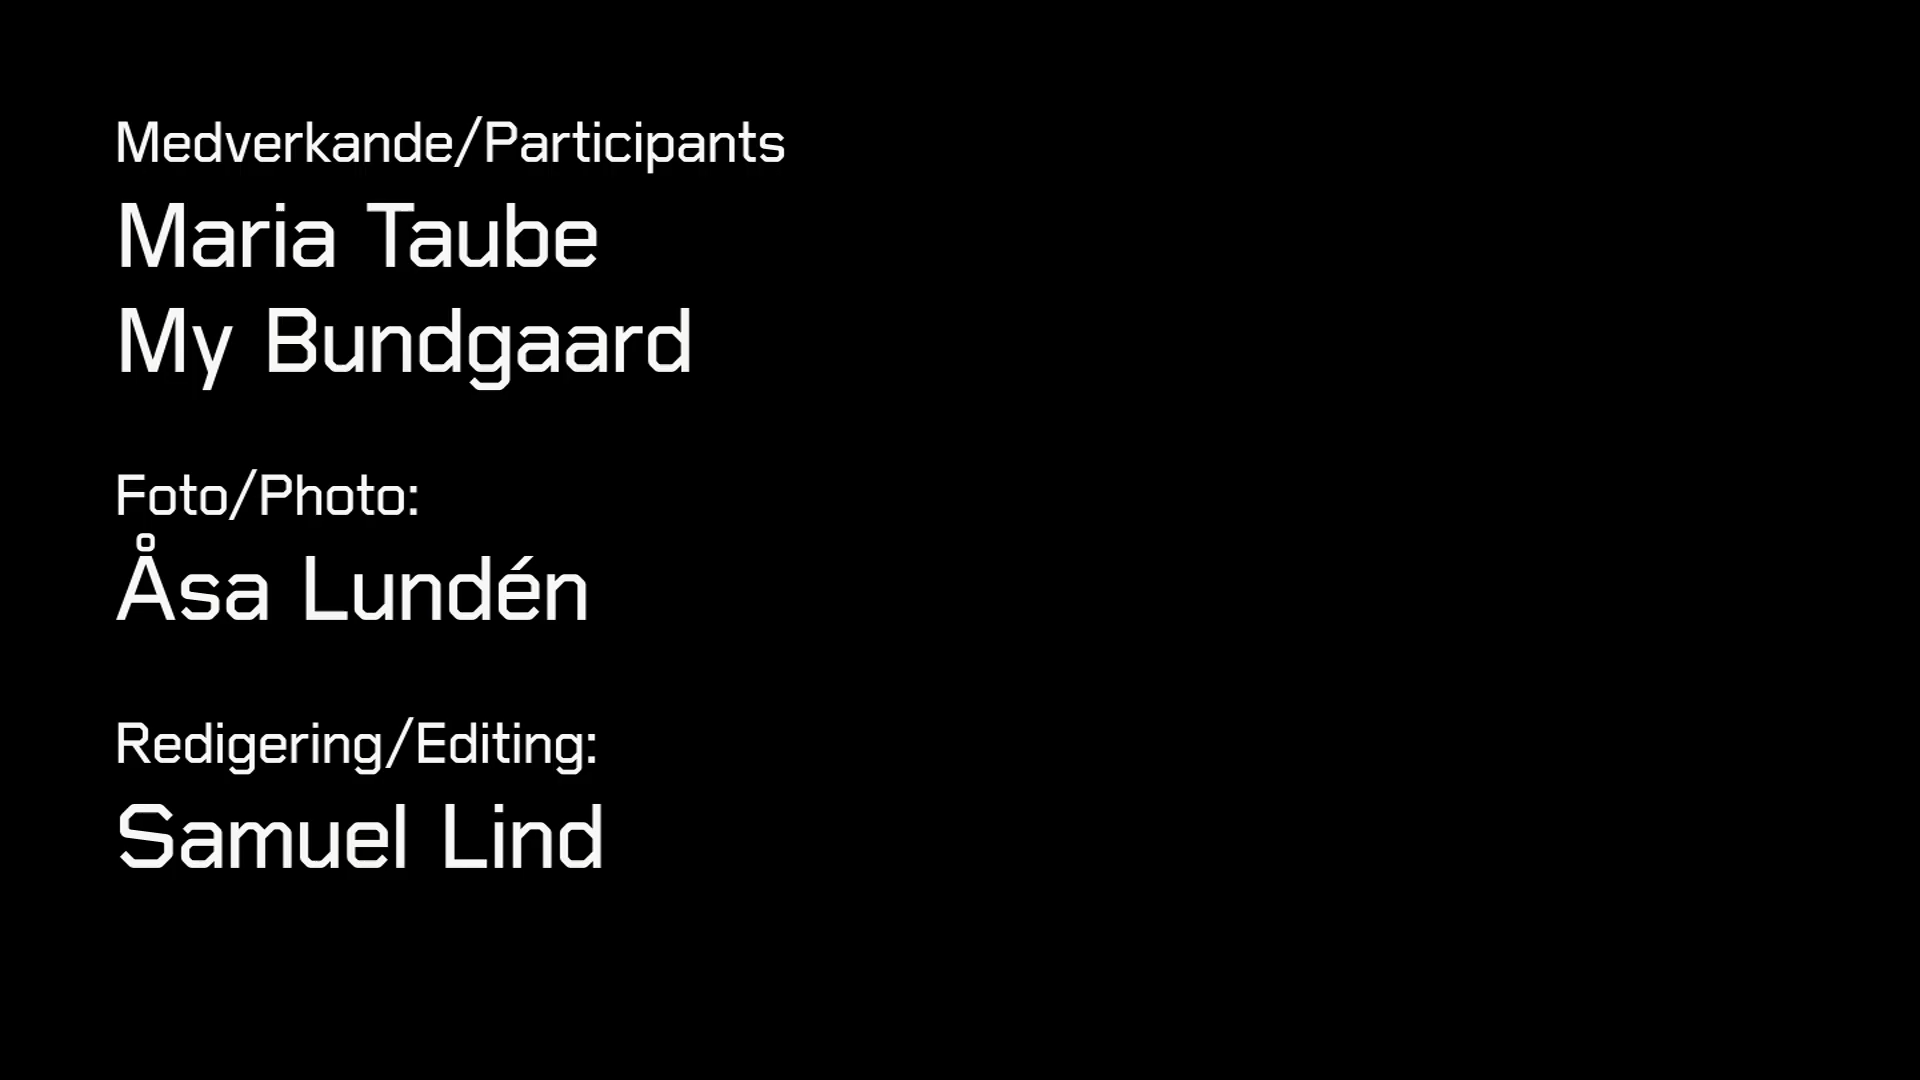 Medverkande/Participants
Maria Taube
My Bundgaard
Foto/Photo:
Åsa Lundén
Redigering/Editing:
Samuel Lind